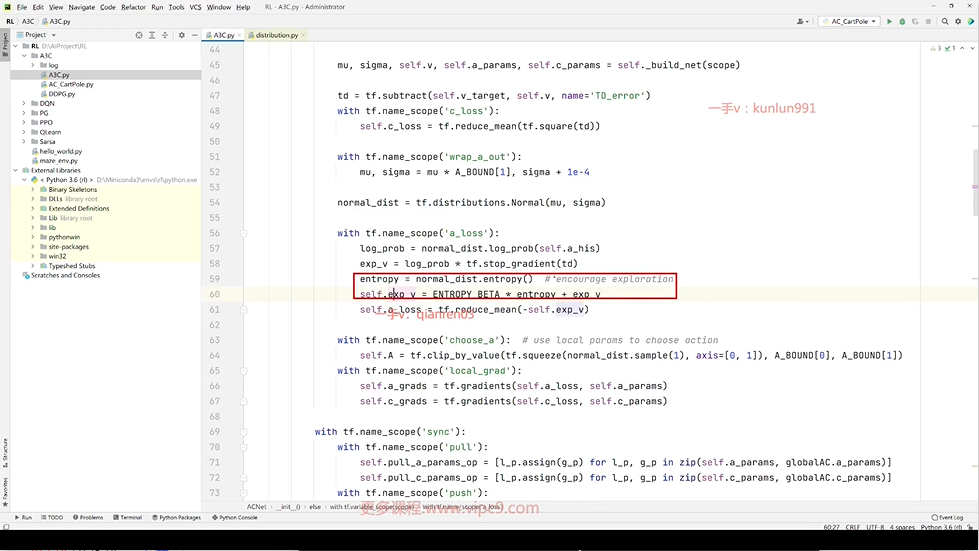 File Edit View Navigate Code Refactor Run Tools VCS Window Help RL - A3C.py - Administrator
RL A3C A3C.py AC_CartPole
Project A3C.py distribution.py
RL D:\AIProject\RL
A3C
log
A3C.py
AC_CartPole.py
DDPG.py
DQN
PG
PPO
QLearn
Sarsa
hello_world.py
maze_env.py
External Libraries
< Python 3.6 (rl) > D:\Miniconda3\envs\rl\python.exe
Binary Skeletons
DLLs library root
Extended Definitions
Lib library root
lib
pythonwin
site-packages
win32
Typeshed Stubs
Scratches and Consoles
Project
Structure
Favorites
3 1
44
45 mu, sigma, self.v, self.a_params, self.c_params = self._build_net(scope)
46
47 td = tf.subtract(self.v_target, self.v, name='TD_error')
48 with tf.name_scope('c_loss'):
49 self.c_loss = tf.reduce_mean(tf.square(td))
50
51 with tf.name_scope('wrap_a_out'):
52 mu, sigma = mu * A_BOUND[1], sigma + 1e-4
53
54 normal_dist = tf.distributions.Normal(mu, sigma)
55
56 with tf.name_scope('a_loss'):
57 log_prob = normal_dist.log_prob(self.a_his)
58 exp_v = log_prob * tf.stop_gradient(td)
59 entropy = normal_dist.entropy() # encourage exploration
60 self.exp_v = ENTROPY_BETA * entropy + exp_v
61 self.a_loss = tf.reduce_mean(-self.exp_v)
62
63 with tf.name_scope('choose_a'): # use local params to choose action
64 self.A = tf.clip_by_value(tf.squeeze(normal_dist.sample(1), axis=[0, 1]), A_BOUND[0], A_BOUND[1])
65 with tf.name_scope('local_grad'):
66 self.a_grads = tf.gradients(self.a_loss, self.a_params)
67 self.c_grads = tf.gradients(self.c_loss, self.c_params)
68
69 with tf.name_scope('sync'):
70 with tf.name_scope('pull'):
71 self.pull_a_params_op = [l_p.assign(g_p) for l_p, g_p in zip(self.a_params, globalAC.a_params)]
72 self.pull_c_params_op = [l_p.assign(g_p) for l_p, g_p in zip(self.c_params, globalAC.c_params)]
73 with tf.name_scope('push'):
一手v：kunlun991
一手v：qianfen03
更多课程:www.vipc9.com
ACNet __init__() else with tf.variable_scope(scope) with tf.name_scope('a_loss')
Run TODO Problems Terminal Python Packages Python Console Event Log
60:27 CRLF UTF-8 4 spaces Python 3.6 (rl)